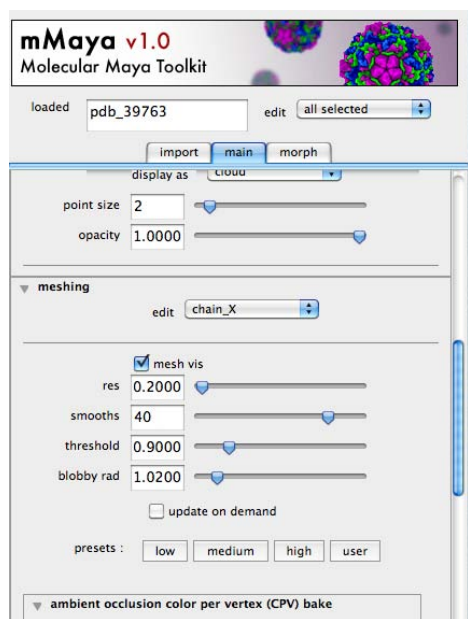 mMaya v1.0
Molecular Maya Toolkit
loaded pdb_39763 edit all selected
import main morph
display as cloud
point size 2
opacity 1.0000
meshing
edit chain_X
mesh vis
res 0.2000
smooths 40
threshold 0.9000
blobby rad 1.0200
update on demand
presets : low medium high user
ambient occlusion color per vertex (CPV) bake